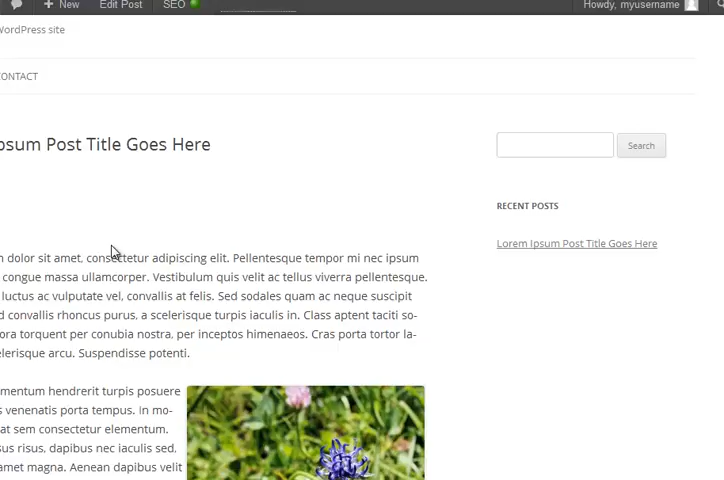 New Edit Post SEO Howdy, myusername
WordPress site
CONTACT
psum Post Title Goes Here
Search
RECENT POSTS
Lorem Ipsum Post Title Goes Here
dolor sit amet, consectetur adipiscing elit. Pellentesque tempor mi nec ipsum
congue massa ullamcorper. Vestibulum quis velit ac tellus viverra pellentesque.
luctus ac vulputate vel, convallis at felis. Sed sodales quam ac neque suscipit
d convallis rhoncus purus, a scelerisque turpis iaculis in. Class aptent taciti so-
ora torquent per conubia nostra, per inceptos himenaeos. Cras porta tortor la-
elerisque arcu. Suspendisse potenti.
mentum hendrerit turpis posuere
s venenatis porta tempus. In mo-
at sem consectetur elementum.
sus risus, dapibus nec iaculis sed,
amet magna. Aenean dapibus velit